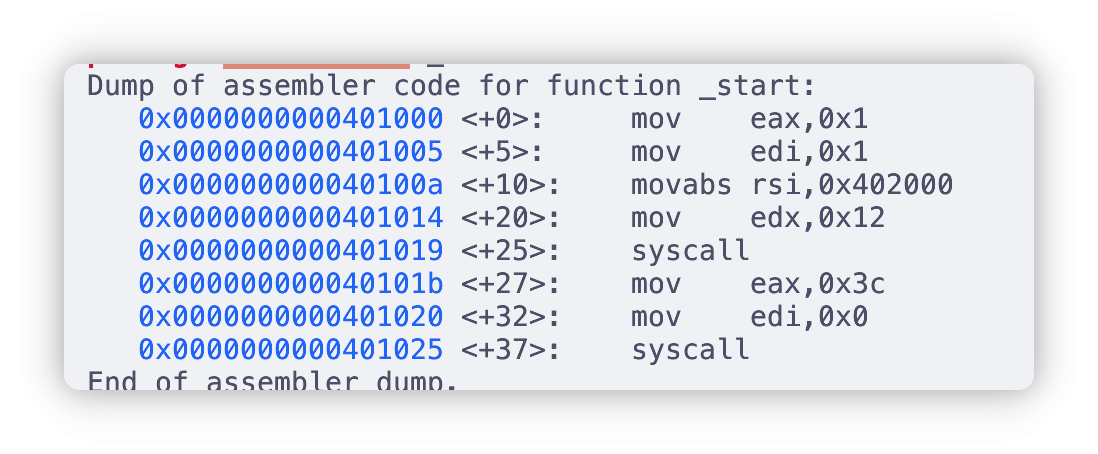 Dump of assembler code for function _start:
0x0000000000401000 <+0>:     mov    eax,0x1
0x0000000000401005 <+5>:     mov    edi,0x1
0x000000000040100a <+10>:    movabs rsi,0x402000
0x0000000000401014 <+20>:    mov    edx,0x12
0x0000000000401019 <+25>:    syscall
0x000000000040101b <+27>:    mov    eax,0x3c
0x0000000000401020 <+32>:    mov    edi,0x0
0x0000000000401025 <+37>:    syscall
End of assembler dump.